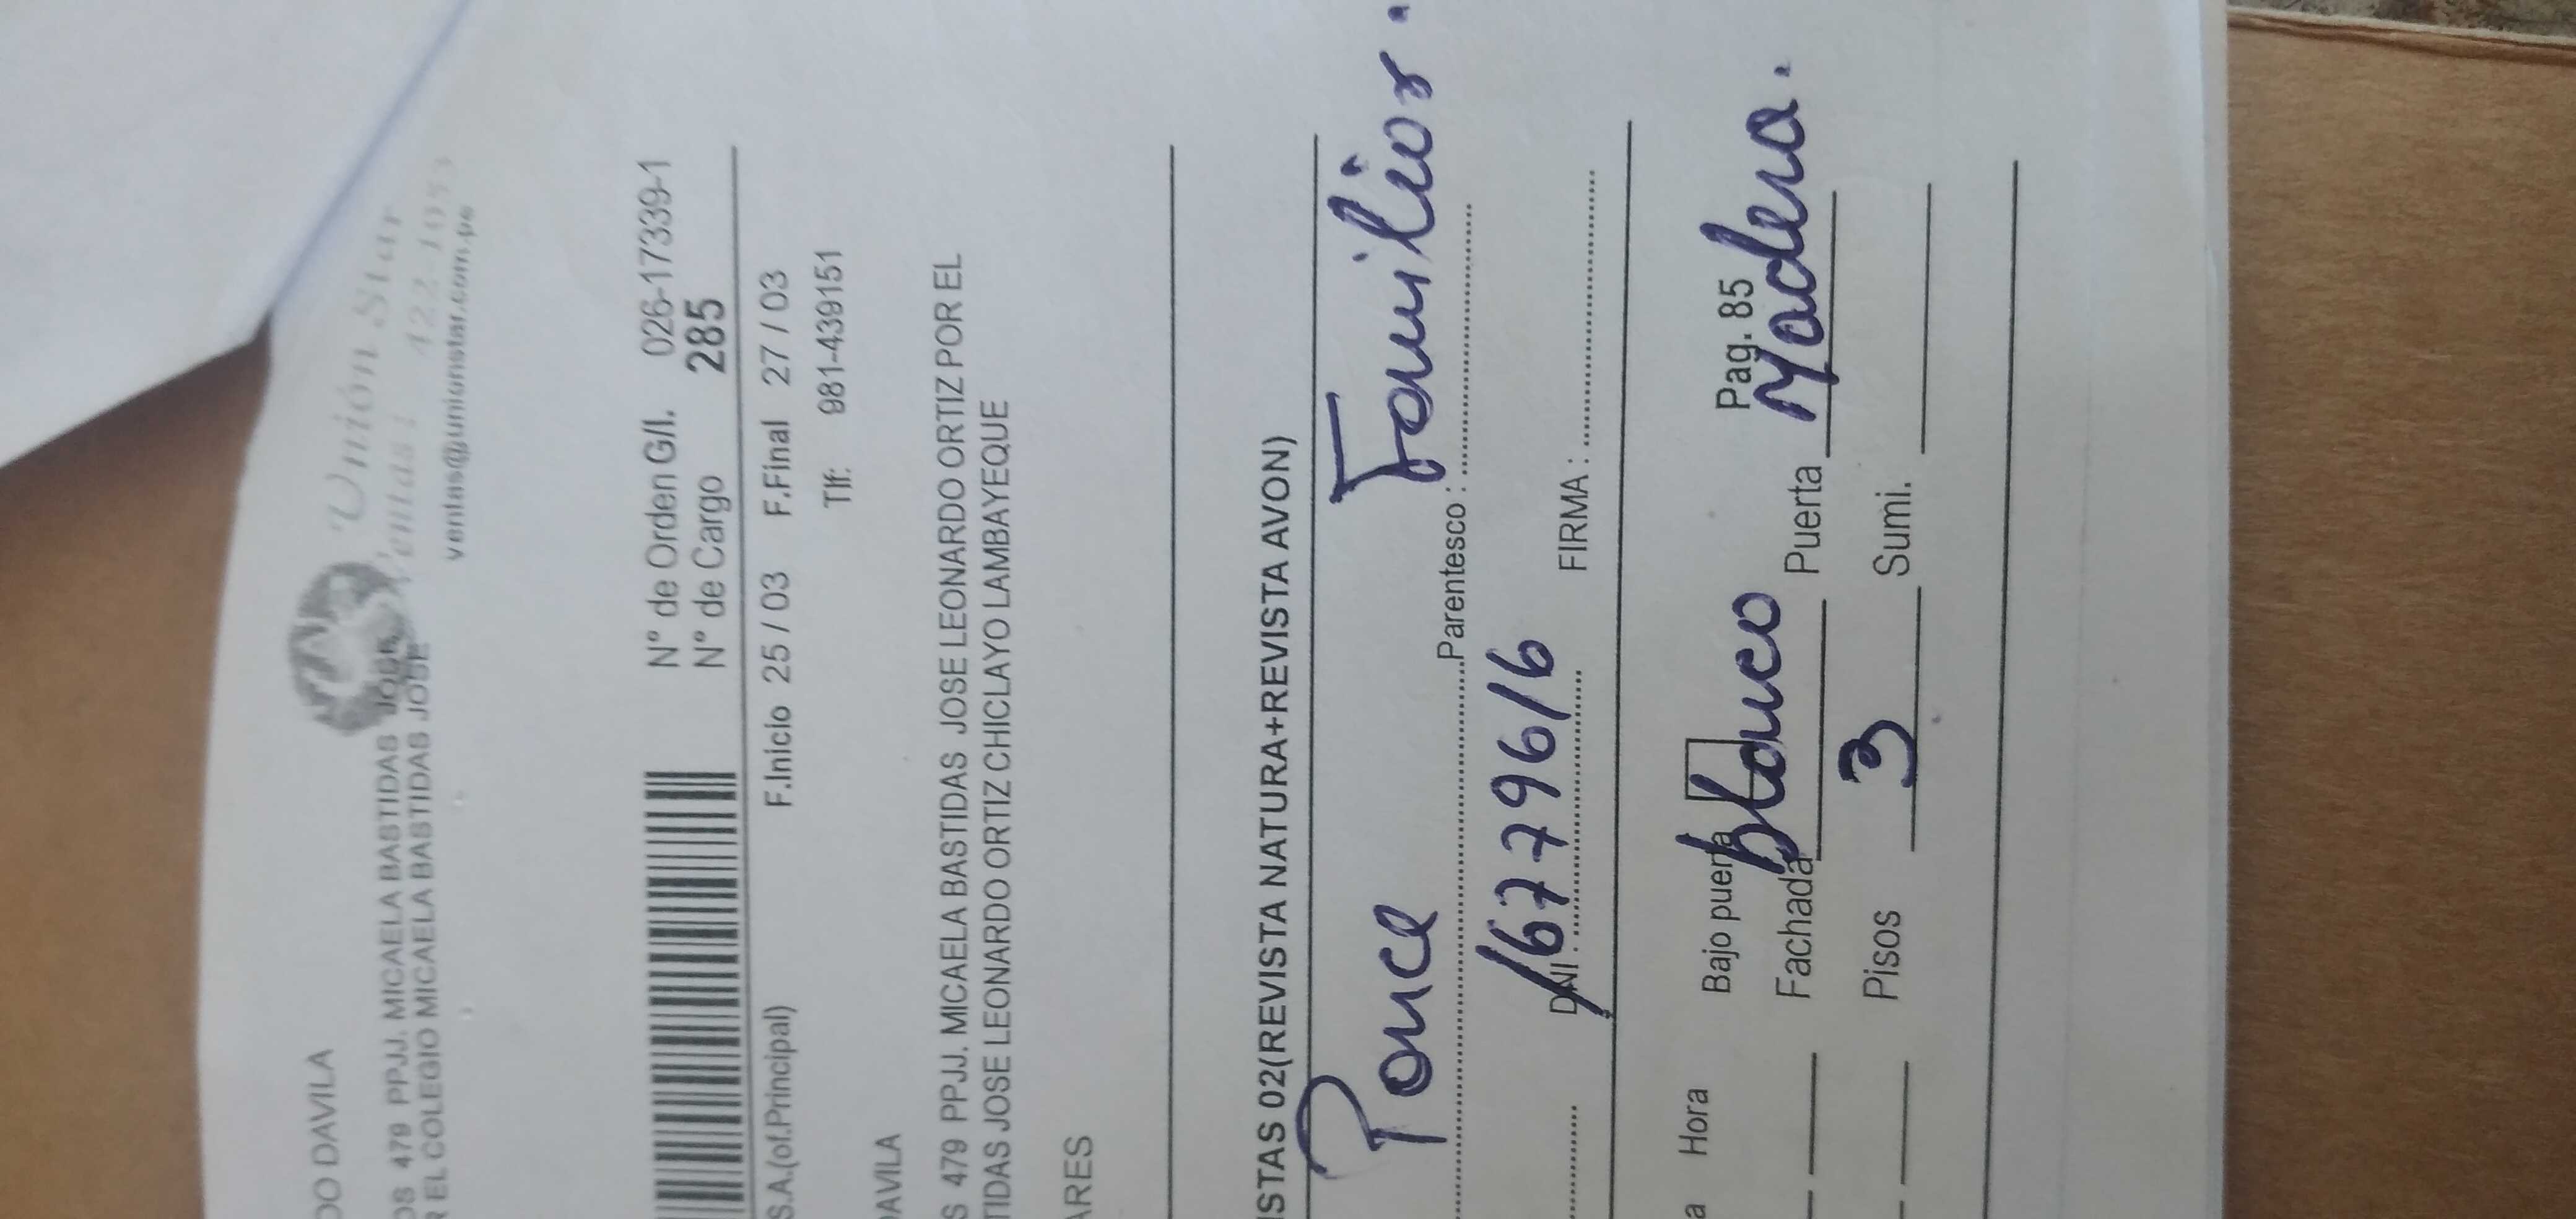 Unión Star
Ventas: 422-1053
ventas@unionstar.com.pe
DO DAVILA
OS 479 PPJJ. MICAELA BASTIDAS JOSE
R EL COLEGIO MICAELA BASTIDAS JOSE
N° de Orden G/I. 026-17339-1
N° de Cargo 285
S.A.(of.Principal) F.Inicio 25 / 03 F.Final 27 / 03
Tlf: 981-439151
DAVILA
S 479 PPJJ. MICAELA BASTIDAS JOSE LEONARDO ORTIZ POR EL
TIDAS JOSE LEONARDO ORTIZ CHICLAYO LAMBAYEQUE
ARES
ISTAS 02(REVISTA NATURA+REVISTA AVON)
Ponce Parentesco : Familiar.
DNI : 16779616 FIRMA :
a Hora Bajo puerta Pag. 85
Fachada Blanco Puerta Madera.
Pisos 3 Sumi.